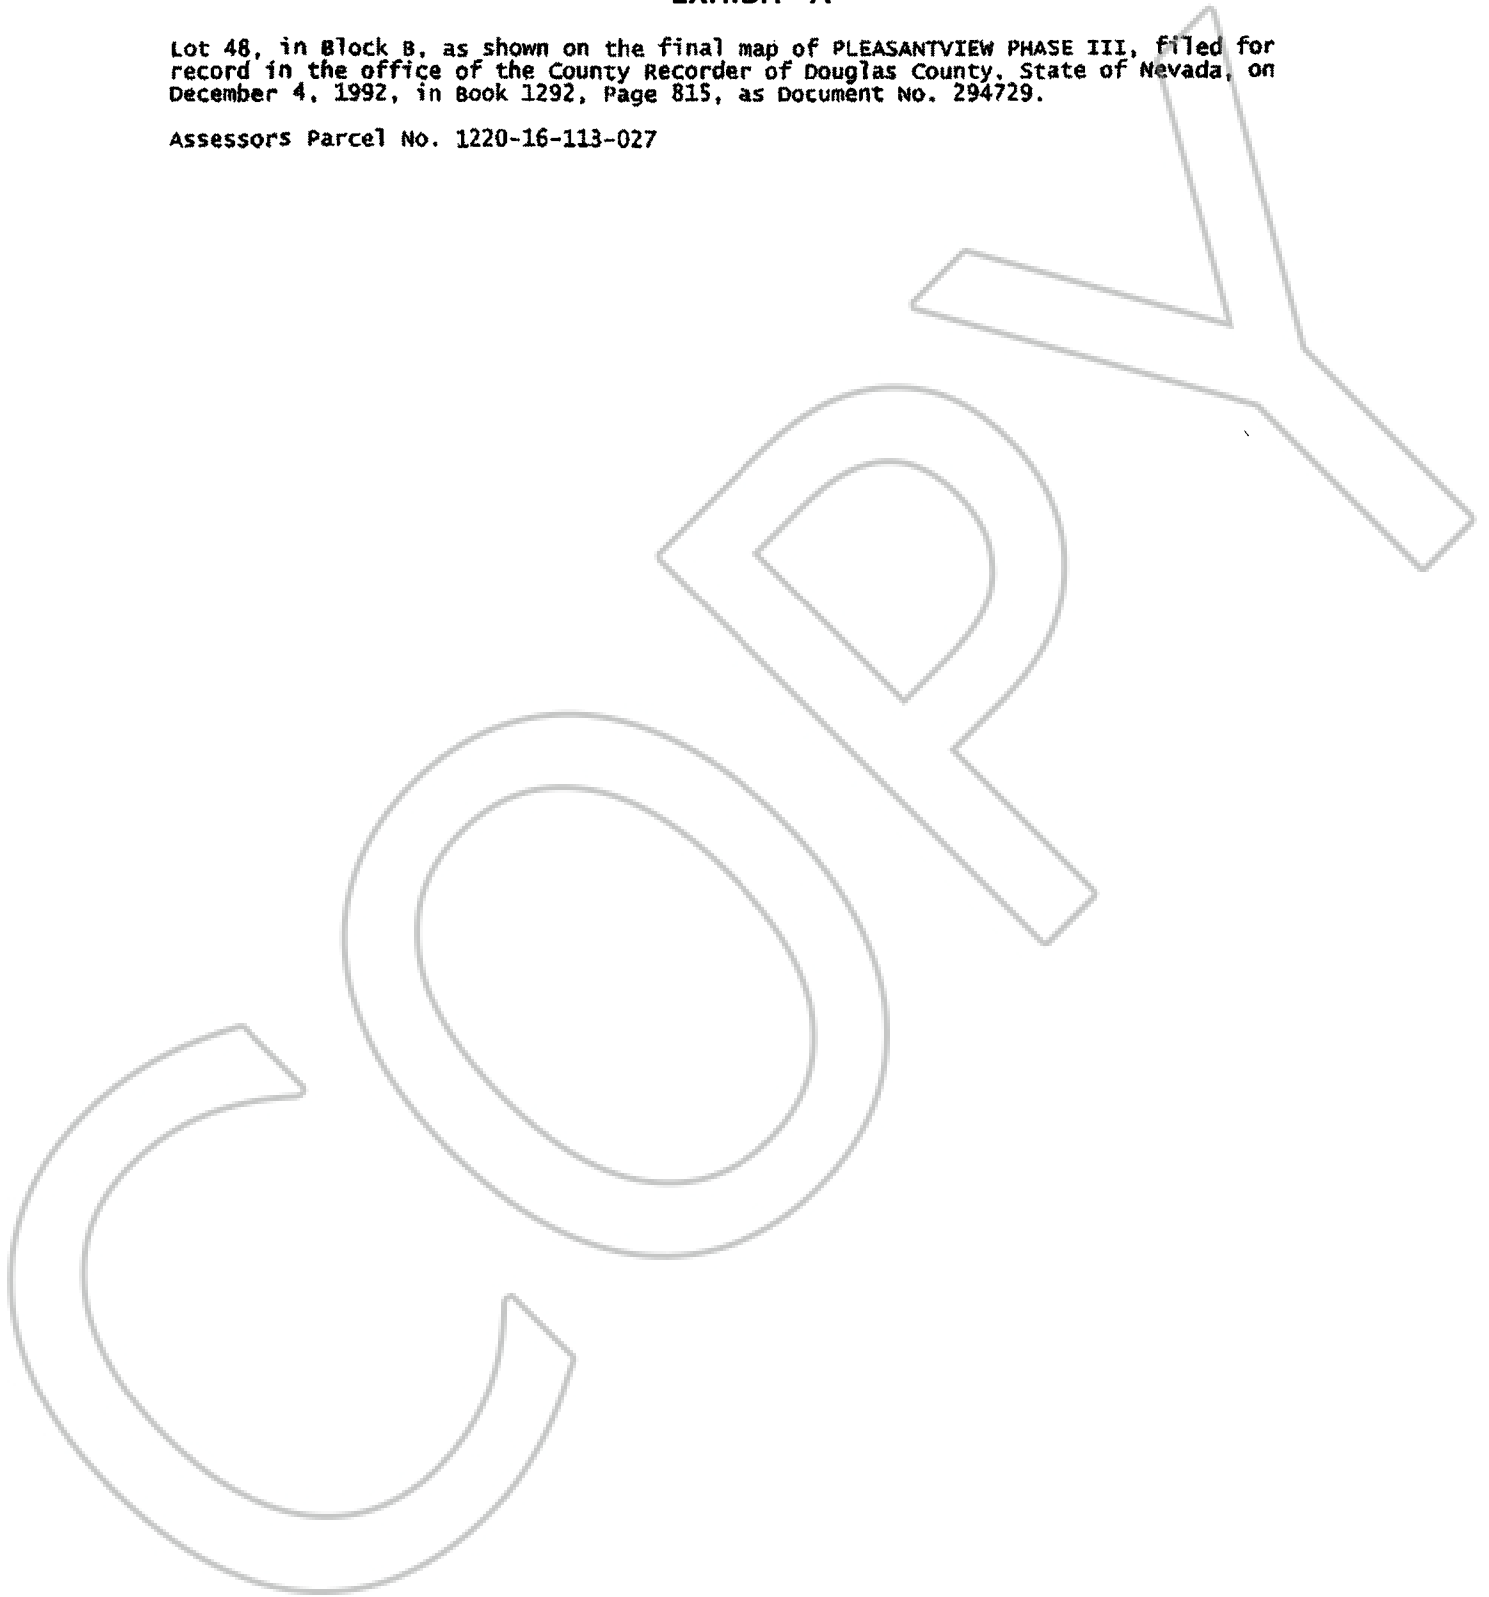 EXHIBIT "A"
Lot 48, in Block B, as shown on the final map of PLEASANTVIEW PHASE III, filed for
record in the office of the County Recorder of Douglas County, State of Nevada, on
December 4, 1992, in Book 1292, Page 815, as Document No. 294729.
Assessors Parcel No. 1220-16-113-027
COPY